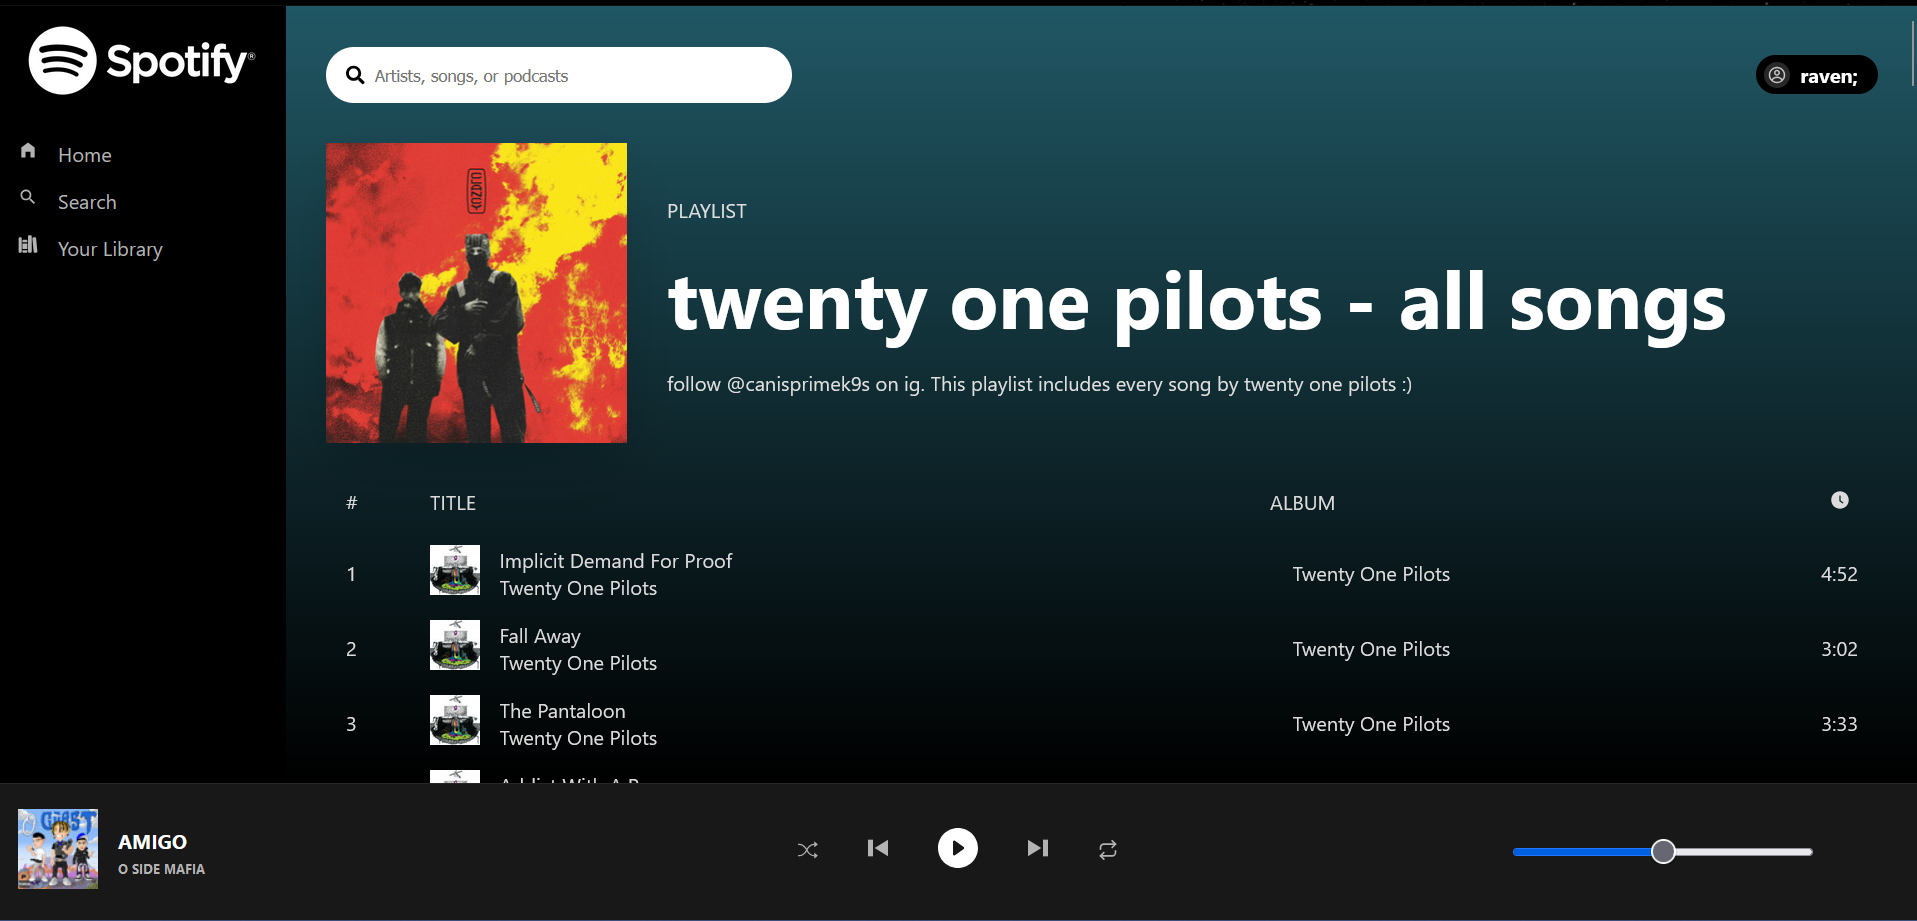 Spotify®
Home
Search
Your Library
Artists, songs, or podcasts
raven;
PLAYLIST
twenty one pilots - all songs
follow @canisprimek9s on ig. This playlist includes every song by twenty one pilots :)
# TITLE ALBUM
1 Implicit Demand For Proof Twenty One Pilots 4:52
Twenty One Pilots
2 Fall Away Twenty One Pilots 3:02
Twenty One Pilots
3 The Pantaloon Twenty One Pilots 3:33
Twenty One Pilots
AMIGO
O SIDE MAFIA